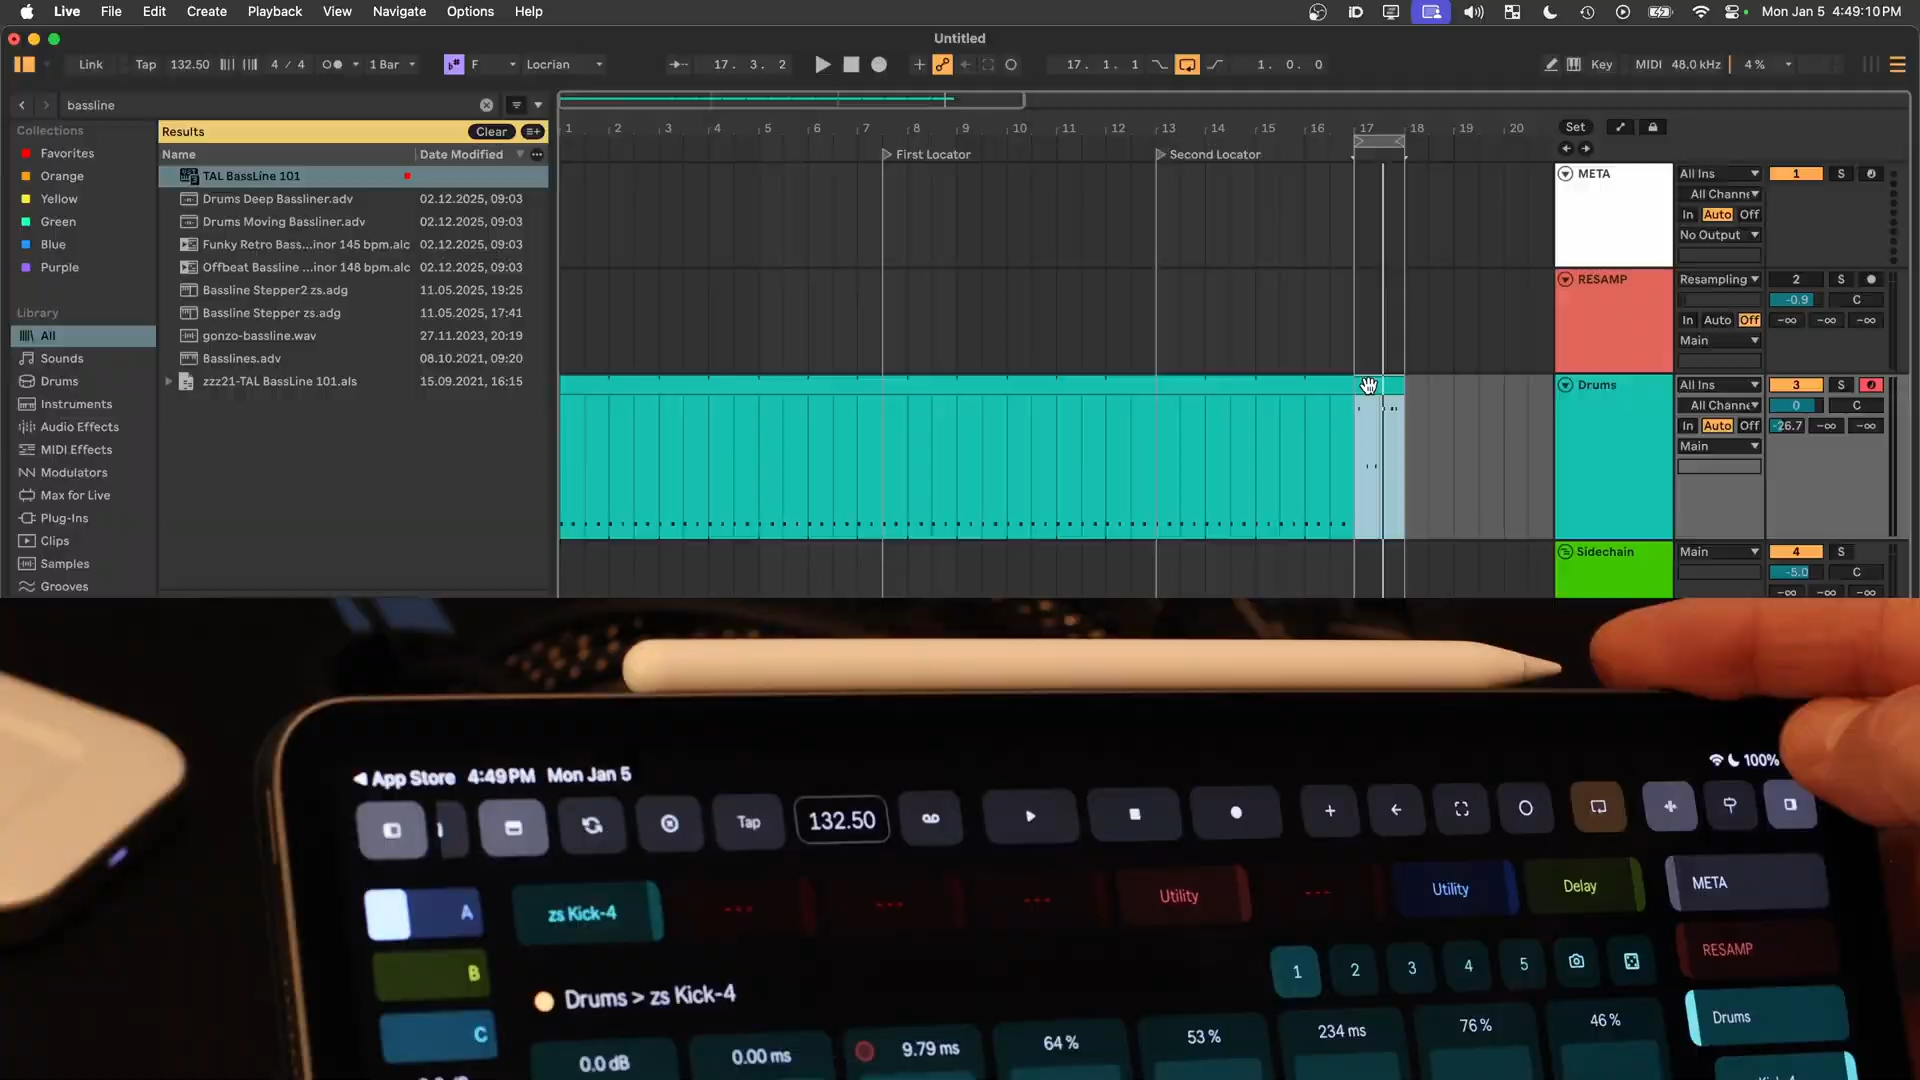 Live File Edit Create Playback View Navigate Options Help iD Mon Jan 5 4:49:10 PM
Untitled
Link Tap 132.50 4 / 4 1 Bar F Locrian 17. 3. 2 17. 1. 1 1. 0. 0 Key MIDI 48.0 kHz 4 %
bassline
Collections
Favorites
Orange
Yellow
Green
Blue
Purple
Library
All
Sounds
Drums
Instruments
Audio Effects
MIDI Effects
Modulators
Max for Live
Plug-Ins
Clips
Samples
Grooves
Results Clear
Name Date Modified
TAL BassLine 101
Drums Deep Bassliner.adv 02.12.2025, 09:03
Drums Moving Bassliner.adv 02.12.2025, 09:03
Funky Retro Bass...inor 145 bpm.alc 02.12.2025, 09:03
Offbeat Bassline ...inor 148 bpm.alc 02.12.2025, 09:03
Bassline Stepper2 zs.adg 11.05.2025, 19:25
Bassline Stepper zs.adg 11.05.2025, 17:41
gonzo-bassline.wav 27.11.2023, 20:19
Basslines.adv 08.10.2021, 09:20
zzz21-TAL BassLine 101.als 15.09.2021, 16:15
1 2 3 4 5 6 7 8 9 10 11 12 13 14 15 16 17 18 19 20
First Locator Second Locator
Set
META All Ins 1 S
All Channe
In Auto Off
No Output
RESAMP Resampling 2 S
-0.9 C
In Auto Off -∞ -∞ -∞
Main
Drums All Ins 3 S
All Channe 0 C
In Auto Off -26.7 -∞ -∞
Main
Sidechain Main 4 S
-5.0 C
-∞ -∞ -∞
App Store 4:49PM Mon Jan 5 100%
Tap 132.50
A zs Kick-4 --- --- --- Utility --- Utility Delay META
B 1 2 3 4 5 RESAMP
Drums > zs Kick-4
C Drums
0.0 dB 0.00 ms 9.79 ms 64 % 53 % 234 ms 76 % 46 %